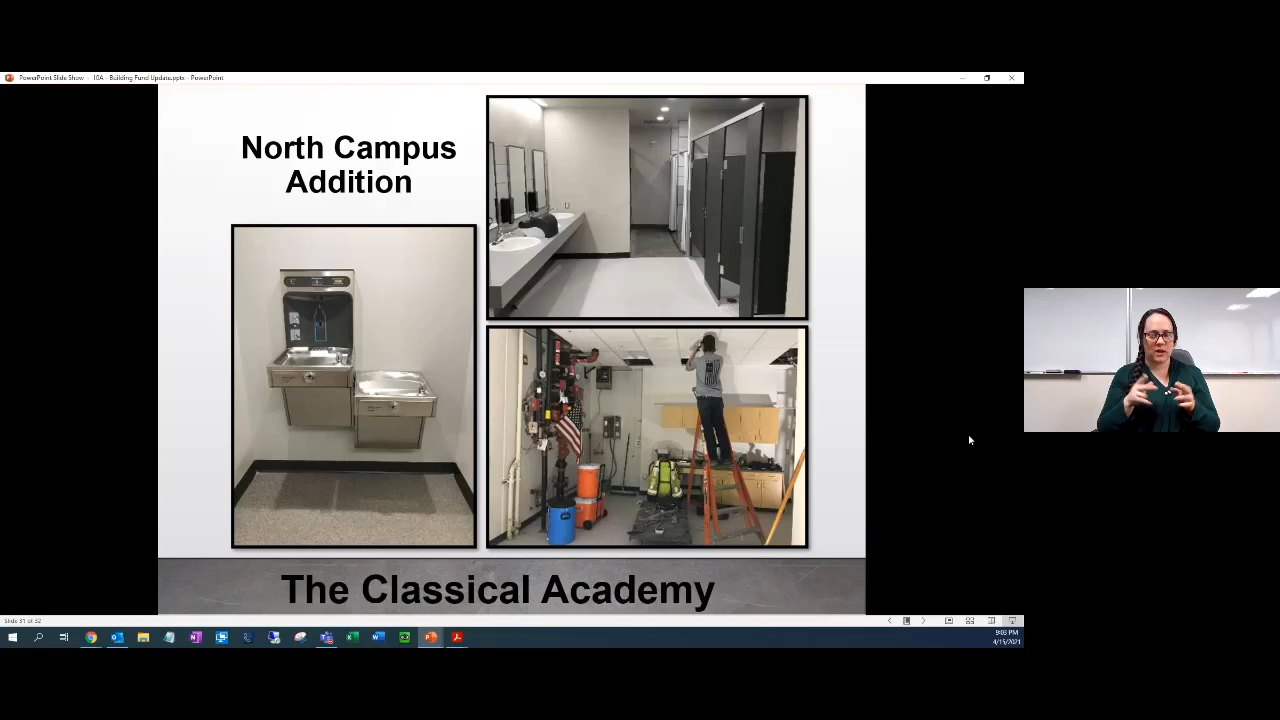 PowerPoint Slide Show - 10A - Building Fund Update.pptx - PowerPoint
North Campus
Addition
The Classical Academy
Slide 31 of 32
9:03 PM
4/15/2021